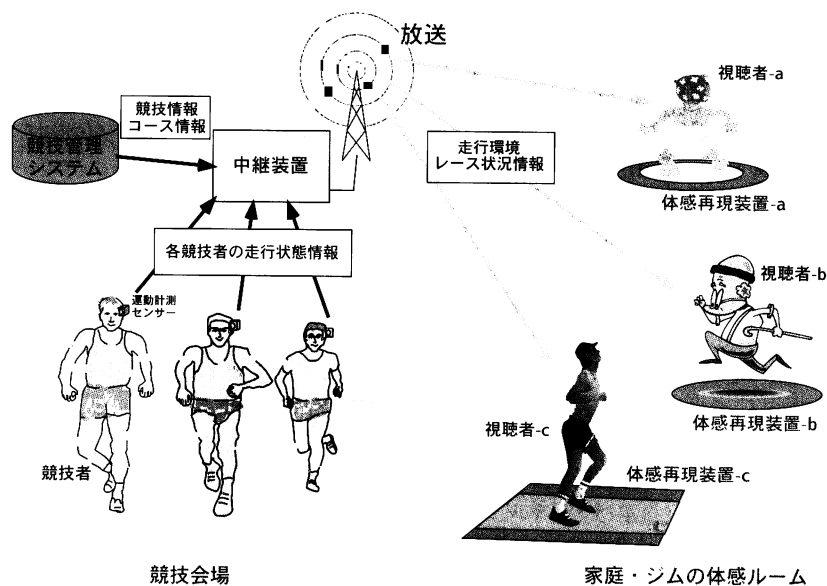 放送
視聴者-a
競技情報
コース情報
競技管理
システム
中継装置
走行環境
レース状況情報
体感再現装置-a
各競技者の走行状態情報
視聴者-b
運動計測
センサー
体感再現装置-b
視聴者-c
体感再現装置-c
競技者
競技会場
家庭・ジムの体感ルーム